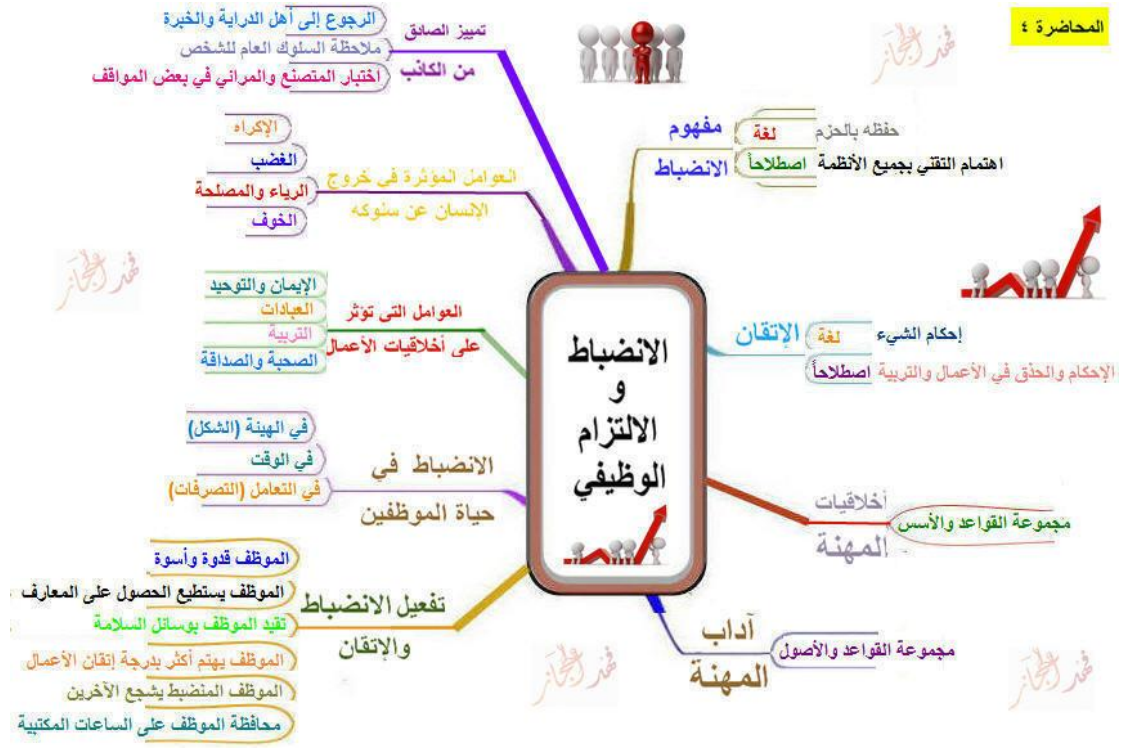 المحاضرة ٤
الانضباط
و
الالتزام
الوظيفي
مفهوم
الانضباط
لغة
حفظه بالحزم
اصطلاحاً
اهتمام التقني بجميع الأنظمة
الإتقان
لغة
إحكام الشيء
اصطلاحاً
الإحكام والحذق في الأعمال والتربية
أخلاقيات
المهنة
مجموعة القواعد والأسس
آداب
المهنة
مجموعة القواعد والأصول
تمييز الصادق
من الكاذب
الرجوع إلى أهل الدراية والخبرة
ملاحظة السلوك العام للشخص
اختبار المتصنع والمرائي في بعض المواقف
العوامل المؤثرة في خروج
الإنسان عن سلوكه
الإكراه
الغضب
الرياء والمصلحة
الخوف
العوامل التى تؤثر
على أخلاقيات الأعمال
الإيمان والتوحيد
العبادات
التربية
الصحبة والصداقة
الانضباط في
حياة الموظفين
في الهيئة (الشكل)
في الوقت
في التعامل (التصرفات)
تفعيل الانضباط
والإتقان
الموظف قدوة وأسوة
الموظف يستطيع الحصول على المعارف
تقيد الموظف بوسائل السلامة
الموظف يهتم أكثر بدرجة إتقان الأعمال
الموظف المنضبط يشجع الآخرين
محافظة الموظف على الساعات المكتبية